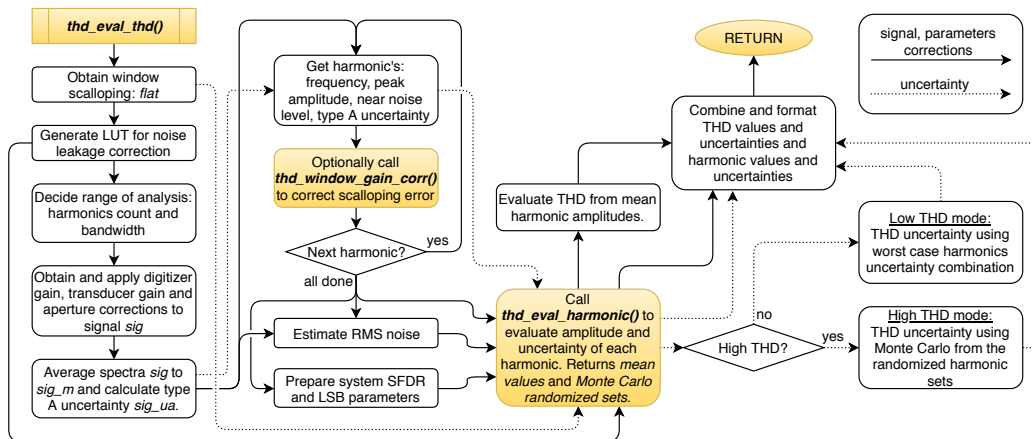 thd_eval_thd()
Obtain window
scalloping: flat
Generate LUT for noise
leakage correction
Decide range of analysis:
harmonics count and
bandwidth
Obtain and apply digitizer
gain, transducer gain and
aperture corrections to
signal sig
Average spectra sig to
sig_m and calculate type
A uncertainty sig_ua.
Get harmonic's:
frequency, peak
amplitude, near noise
level, type A uncertainty
Optionally call
thd_window_gain_corr()
to correct scalloping error
Next harmonic?
yes
all done
Estimate RMS noise
Prepare system SFDR
and LSB parameters
Evaluate THD from mean
harmonic amplitudes.
Call
thd_eval_harmonic() to
evaluate amplitude and
uncertainty of each
harmonic. Returns mean
values and Monte Carlo
randomized sets.
RETURN
Combine and format
THD values and
uncertainties and
harmonic values and
uncertainties
High THD?
no
yes
signal, parameters
corrections
uncertainty
Low THD mode:
THD uncertainty using
worst case harmonics
uncertainty combination
High THD mode:
THD uncertainty using
Monte Carlo from the
randomized harmonic
sets